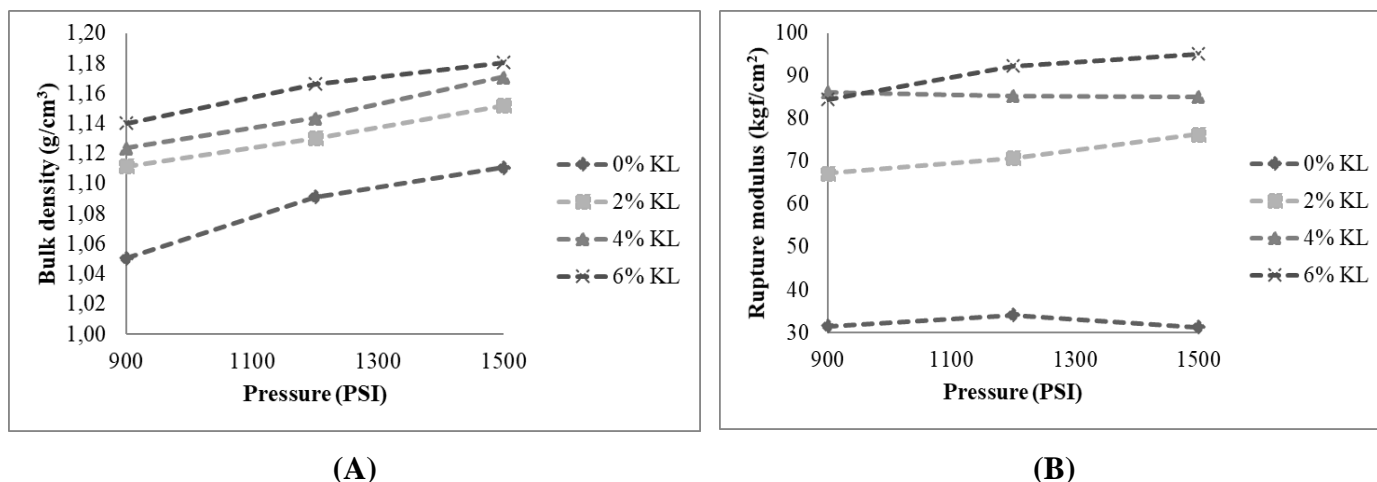 1,20
1,18
1,16
1,14
1,12
1,10
1,08
1,06
1,04
1,02
1,00
Bulk density (g/cm³)
900 1100 1300 1500
Pressure (PSI)
0% KL
2% KL
4% KL
6% KL
(A)
100
90
80
70
60
50
40
30
Rupture modulus (kgf/cm²)
900 1100 1300 1500
Pressure (PSI)
0% KL
2% KL
4% KL
6% KL
(B)